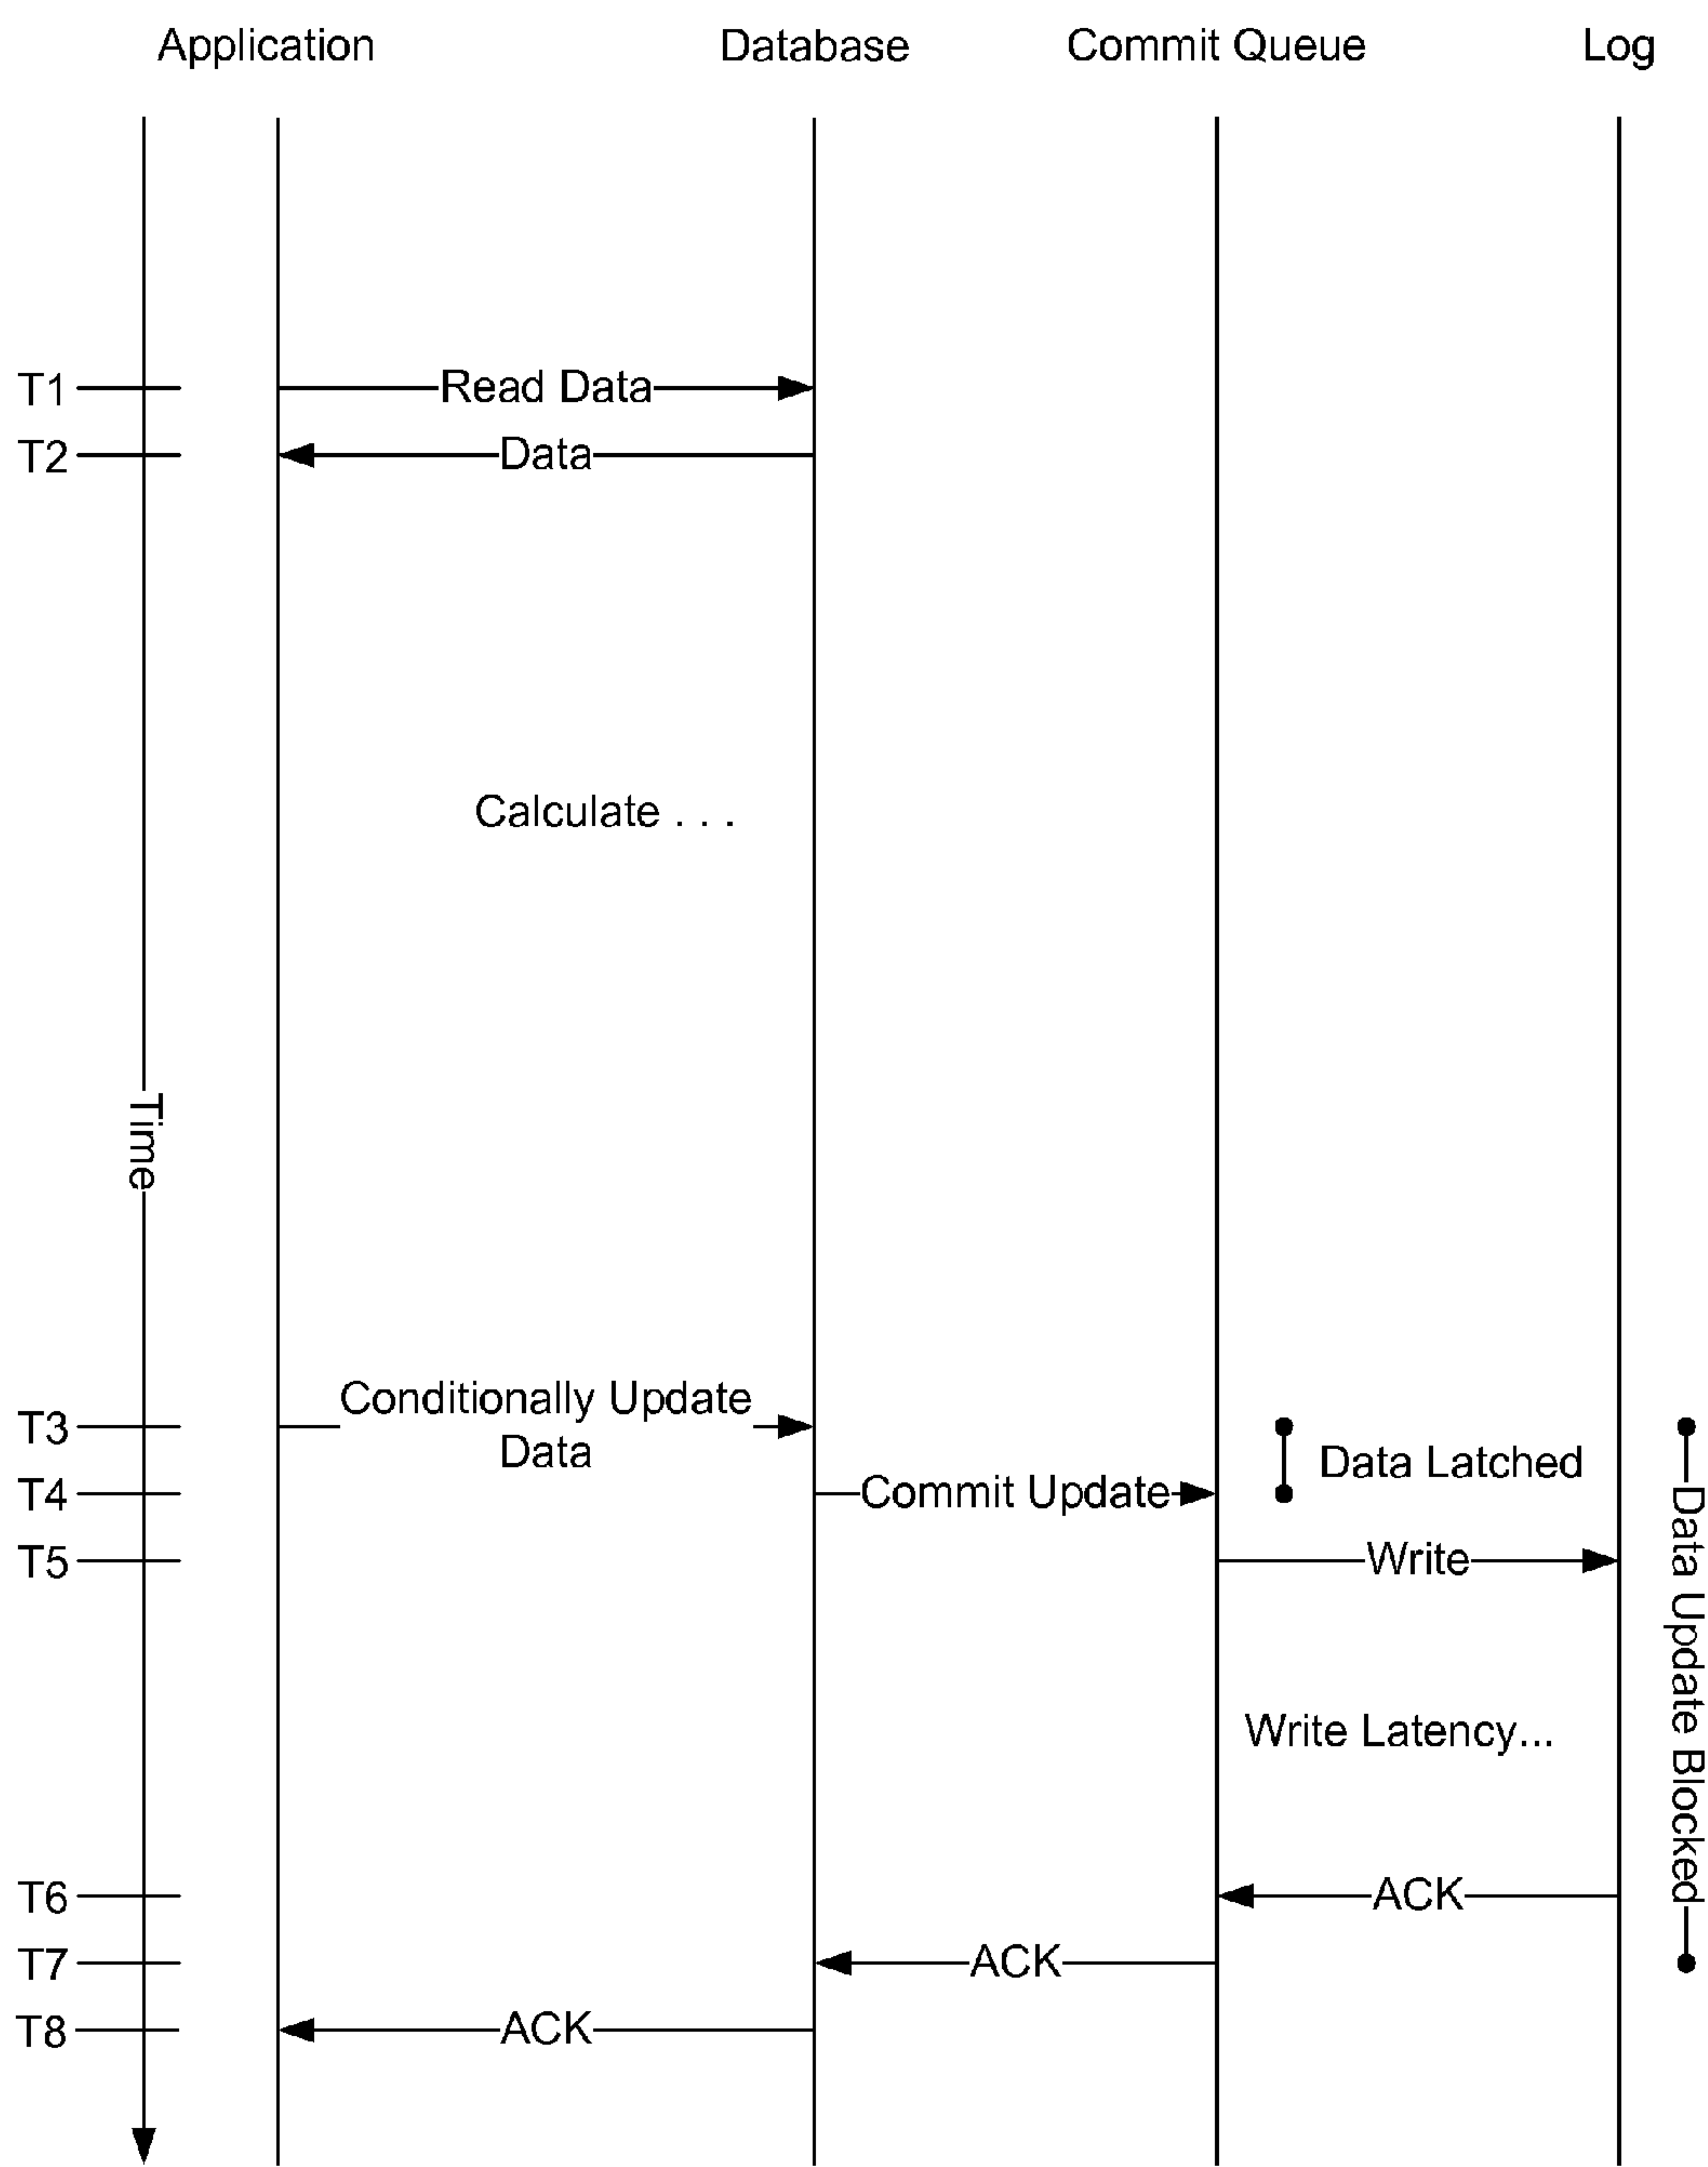 Application
Database
Commit Queue
Log
T1
Read Data
T2
Data
Calculate . . .
Time
T3
Conditionally Update
Data
Data Latched
T4
Commit Update
T5
Write
Data Update Blocked
Write Latency...
T6
ACK
T7
ACK
T8
ACK